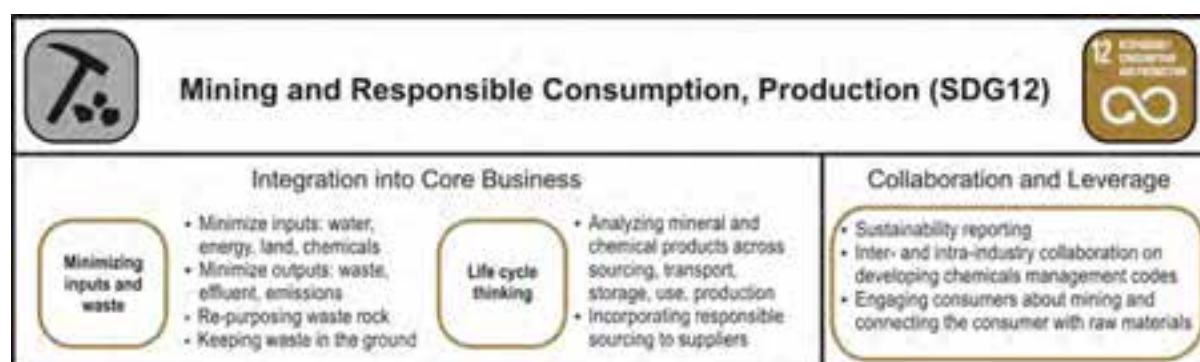 12 RESPONSIBLE
CONSUMPTION
AND PRODUCTION
Mining and Responsible Consumption, Production (SDG12)
Integration into Core Business
Minimizing
inputs and
waste
• Minimize inputs: water,
energy, land, chemicals
• Minimize outputs: waste,
effluent, emissions
• Re-purposing waste rock
• Keeping waste in the ground
Life cycle
thinking
• Analyzing mineral and
chemical products across
sourcing, transport,
storage, use, production
• Incorporating responsible
sourcing to suppliers
Collaboration and Leverage
• Sustainability reporting
• Inter- and intra-industry collaboration on
developing chemicals management codes
• Engaging consumers about mining and
connecting the consumer with raw materials